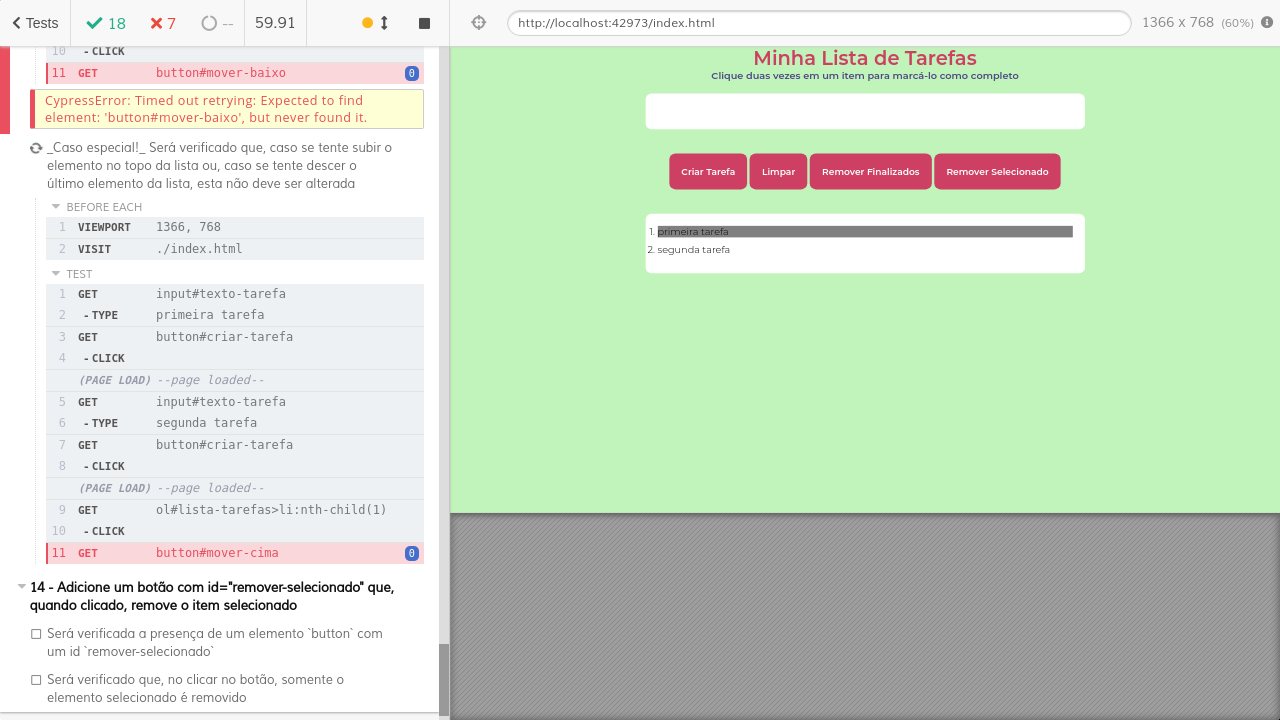 Tests 18 7 -- 59.91 http://localhost:42973/index.html 1366 x 768 (60%)
10 -CLICK
11 GET button#mover-baixo 0
CypressError: Timed out retrying: Expected to find
element: 'button#mover-baixo', but never found it.
_Caso especial!_ Será verificado que, caso se tente subir o
elemento no topo da lista ou, caso se tente descer o
último elemento da lista, esta não deve ser alterada
BEFORE EACH
1 VIEWPORT 1366, 768
2 VISIT ./index.html
TEST
1 GET input#texto-tarefa
2 -TYPE primeira tarefa
3 GET button#criar-tarefa
4 -CLICK
(PAGE LOAD) --page loaded--
5 GET input#texto-tarefa
6 -TYPE segunda tarefa
7 GET button#criar-tarefa
8 -CLICK
(PAGE LOAD) --page loaded--
9 GET ol#lista-tarefas>li:nth-child(1)
10 -CLICK
11 GET button#mover-cima 0
14 - Adicione um botão com id="remover-selecionado" que,
quando clicado, remove o item selecionado
Será verificada a presença de um elemento `button` com
um id `remover-selecionado`
Será verificado que, no clicar no botão, somente o
elemento selecionado é removido
Minha Lista de Tarefas
Clique duas vezes em um item para marcá-lo como completo
Criar Tarefa Limpar Remover Finalizados Remover Selecionado
1. primeira tarefa
2. segunda tarefa